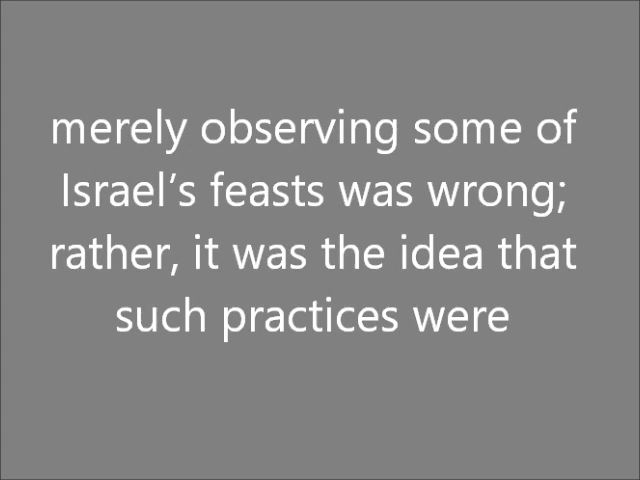 merely observing some of
Israel’s feasts was wrong;
rather, it was the idea that
such practices were